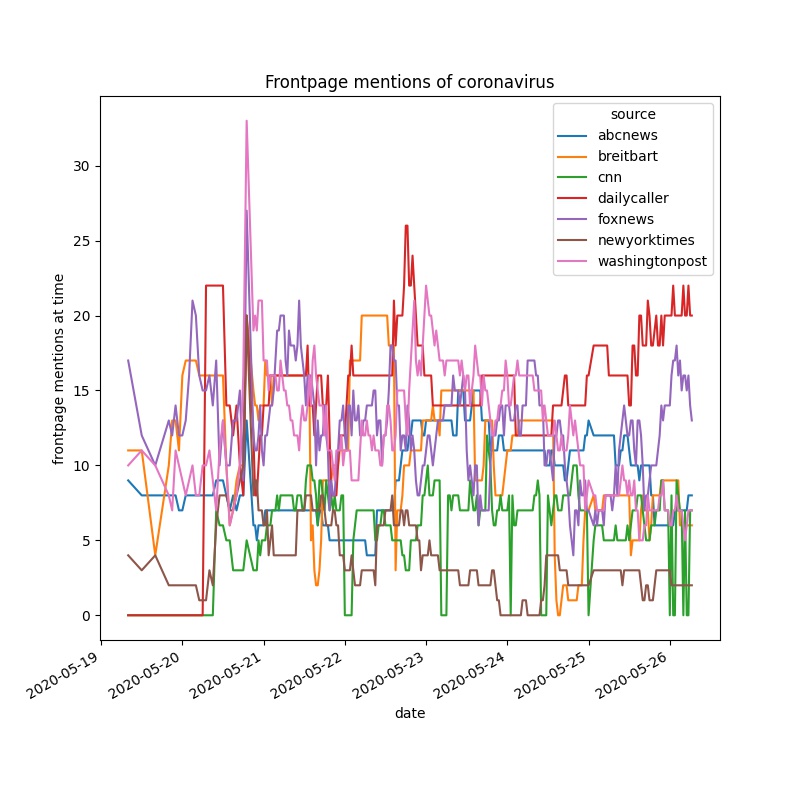 Frontpage mentions of coronavirus
source
abcnews
breitbart
cnn
dailycaller
foxnews
newyorktimes
washingtonpost
frontpage mentions at time
30
25
20
15
10
5
0
2020-05-19
2020-05-20
2020-05-21
2020-05-22
2020-05-23
2020-05-24
2020-05-25
2020-05-26
date